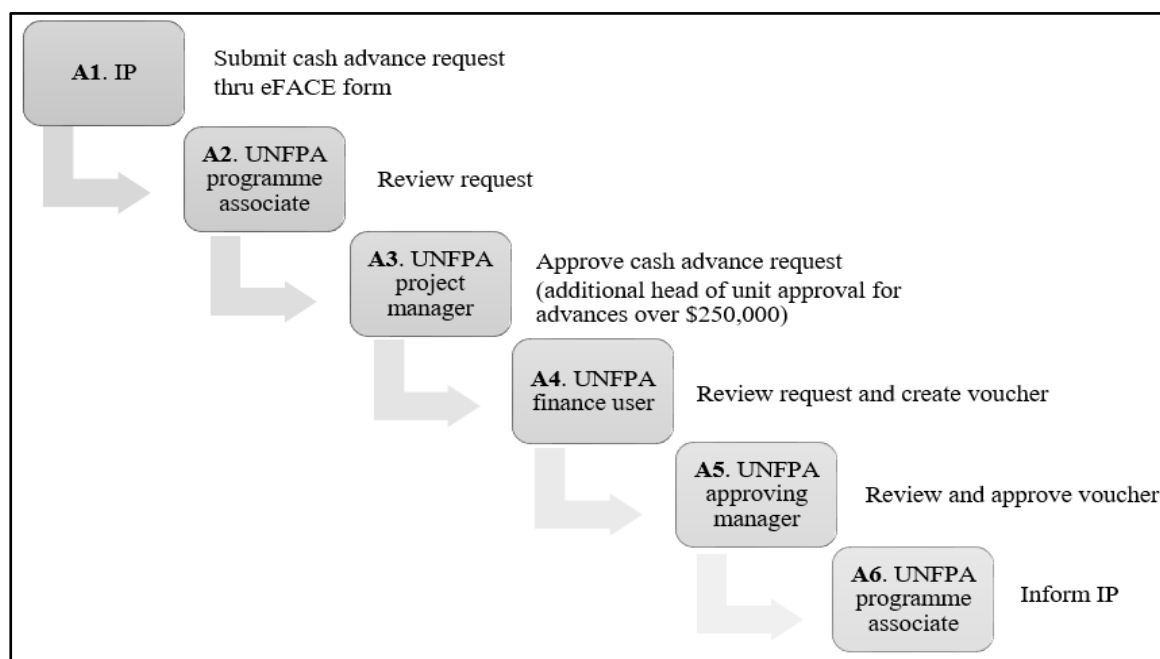 A1. IP
Submit cash advance request
thru eFACE form
A2. UNFPA
programme
associate
Review request
A3. UNFPA
project
manager
Approve cash advance request
(additional head of unit approval for
advances over $250,000)
A4. UNFPA
finance user
Review request and create voucher
A5. UNFPA
approving
manager
Review and approve voucher
A6. UNFPA
programme
associate
Inform IP